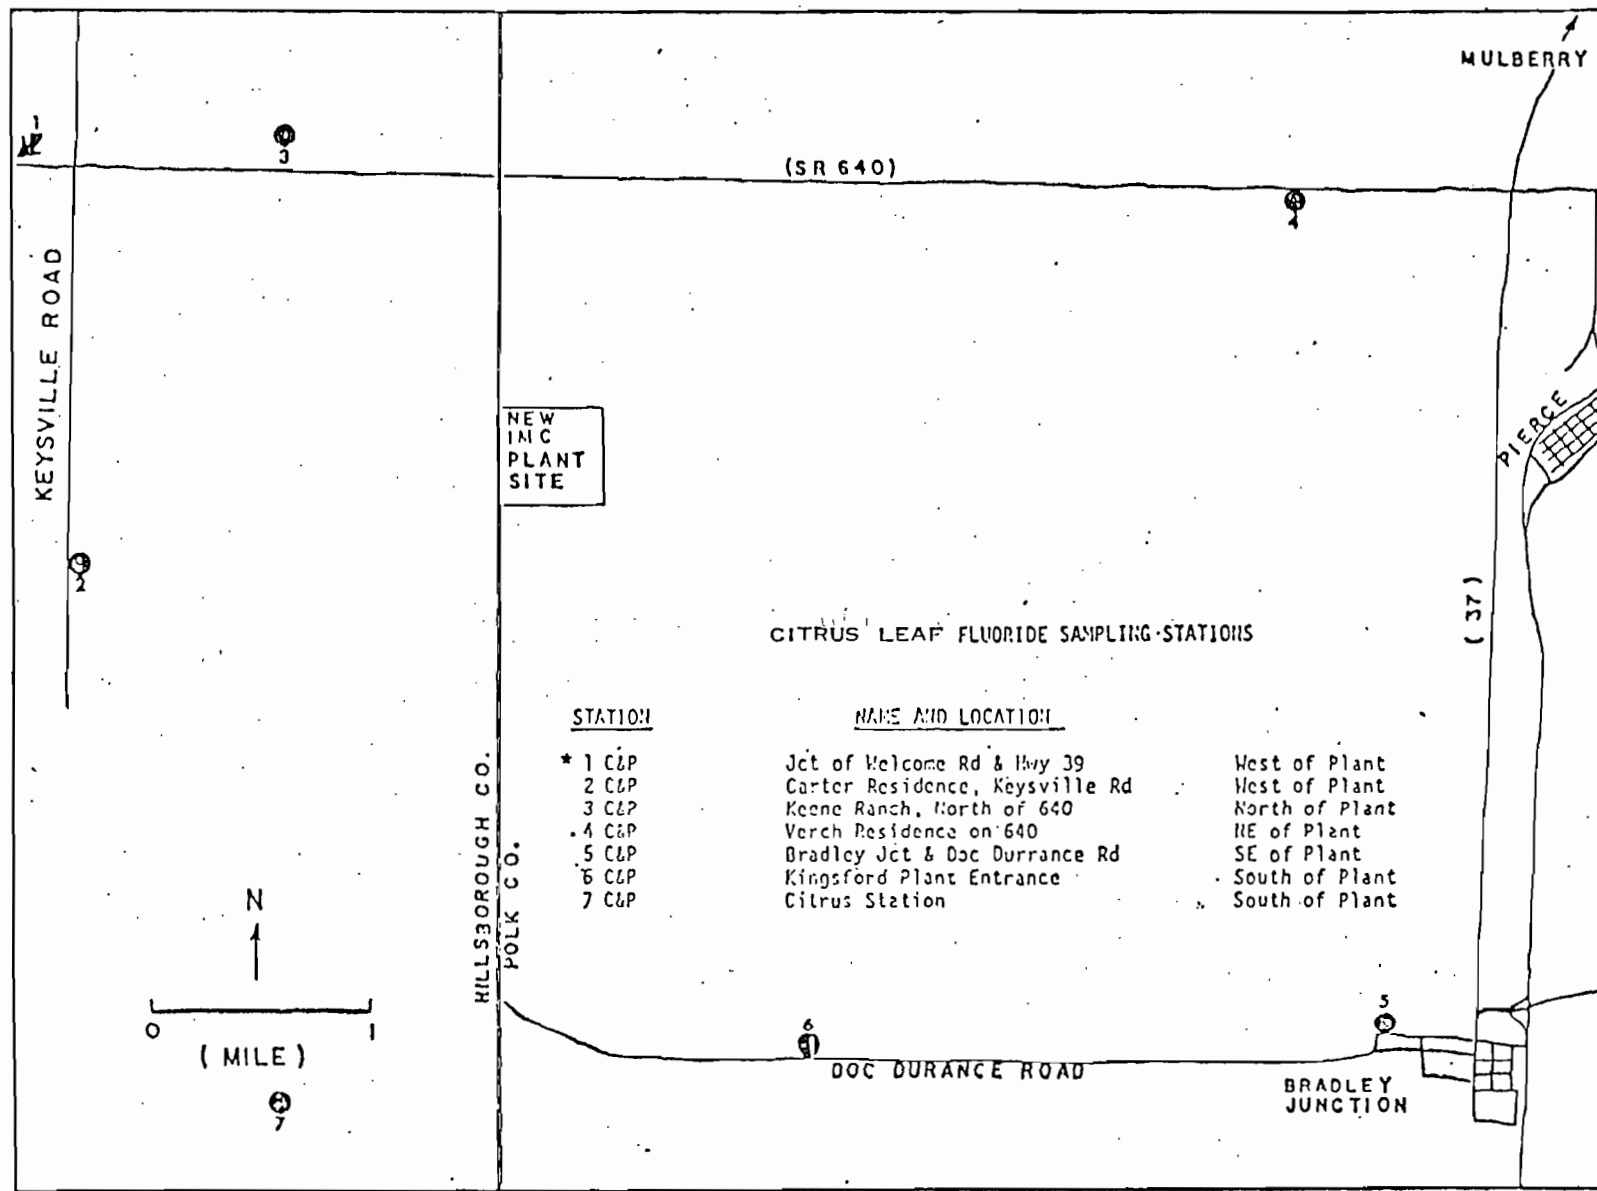 MULBERRY
1
3
(SR 640)
4
KEYSVILLE ROAD
NEW
IMC
PLANT
SITE
PIERCE
2
(37)
CITRUS LEAF FLUORIDE SAMPLING STATIONS
STATION NAME AND LOCATION
* 1 C&P Jct of Welcome Rd & Hwy 39 West of Plant
2 C&P Carter Residence, Keysville Rd West of Plant
3 C&P Keene Ranch, North of 640 North of Plant
4 C&P Verch Residence on 640 NE of Plant
5 C&P Bradley Jct & Doc Durrance Rd SE of Plant
6 C&P Kingsford Plant Entrance South of Plant
7 C&P Citrus Station South of Plant
HILLSBOROUGH CO.
POLK CO.
N
0 1
(MILE)
7
6
5
DOC DURANCE ROAD
BRADLEY
JUNCTION